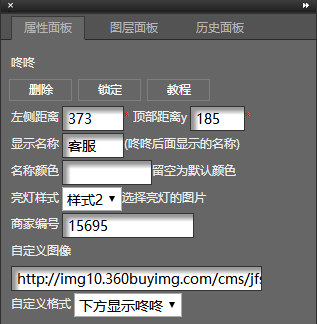 属性面板 图层面板 历史面板
咚咚
删除 锁定 教程
左侧距离 373 * 顶部距离y 185 *
显示名称 客服 (咚咚后面显示的名称)
名称颜色 留空为默认颜色
亮灯样式 样式2 选择亮灯的图片
商家编号 15695
自定义图像
http://img10.360buyimg.com/cms/jfs
自定义格式 下方显示咚咚